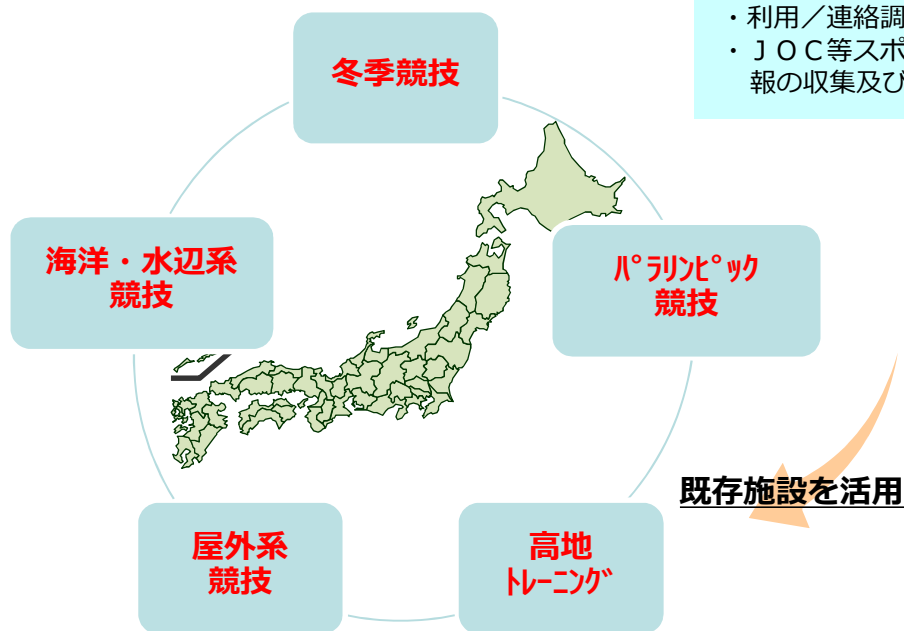 ・利用／連絡調
・ＪＯＣ等スポ
報の収集及び
冬季競技
海洋・水辺系
競技
ﾊﾟﾗﾘﾝﾋﾟｯｸ
競技
既存施設を活用
屋外系
競技
高地
ﾄﾚｰﾆﾝｸﾞ